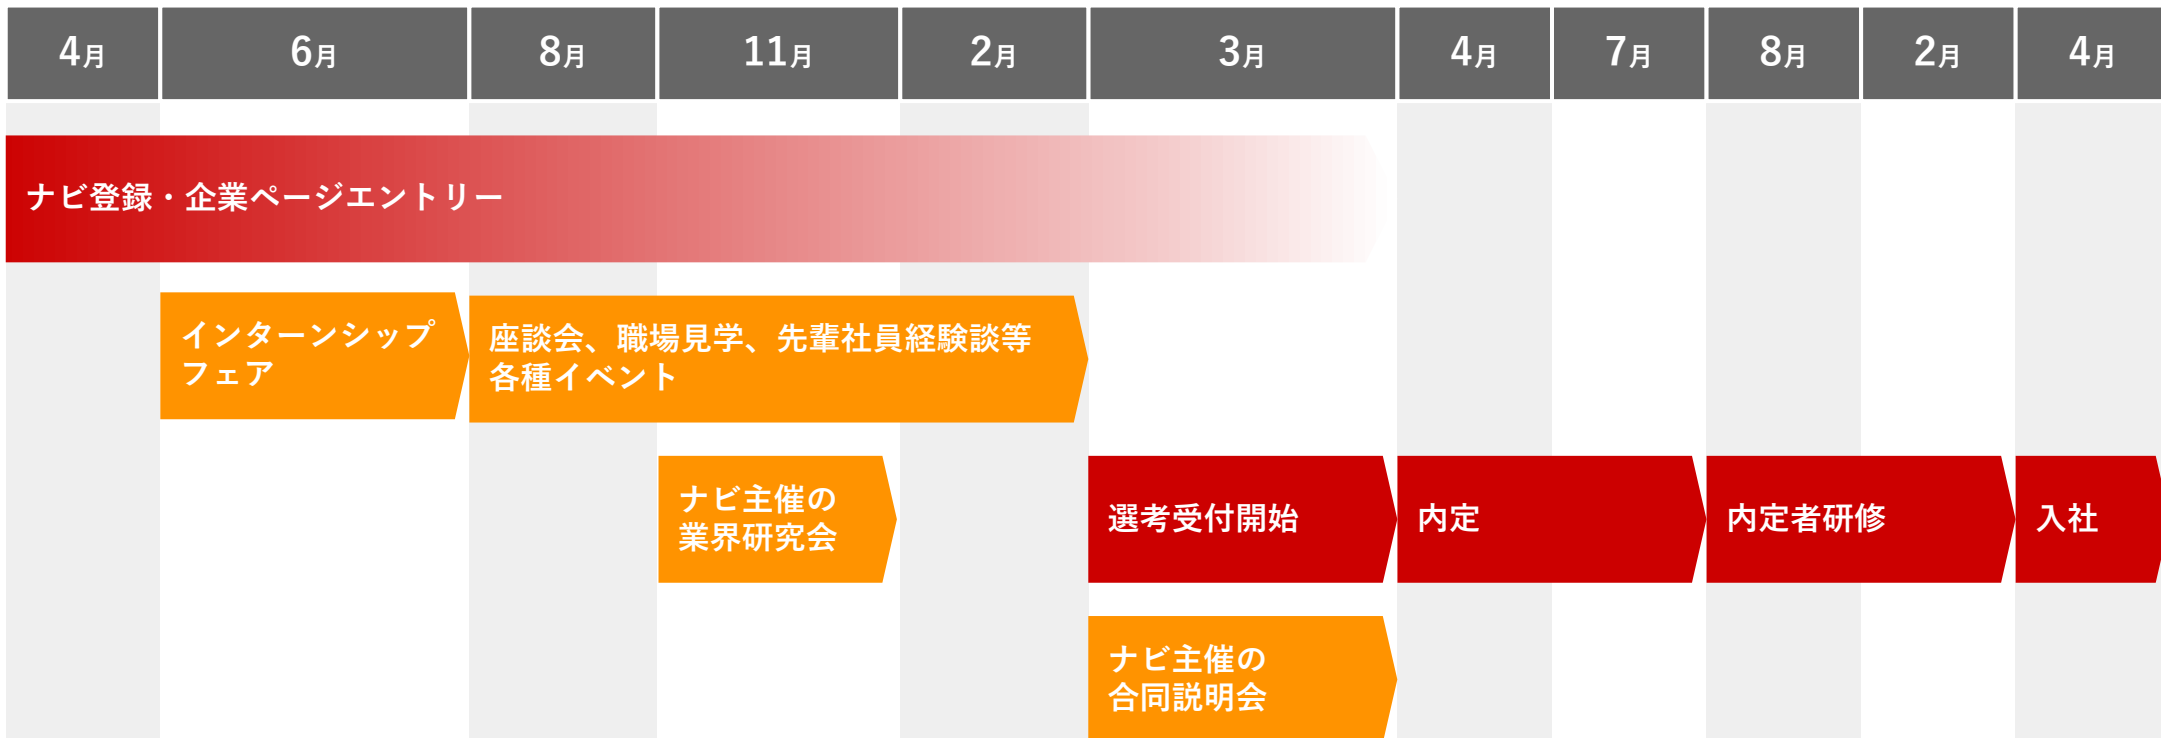 4月 6月 8月 11月 2月 3月 4月 7月 8月 2月 4月
ナビ登録・企業ページエントリー
インターンシップ
フェア
座談会、職場見学、先輩社員経験談等
各種イベント
ナビ主催の
業界研究会
選考受付開始
内定
内定者研修
入社
ナビ主催の
合同説明会